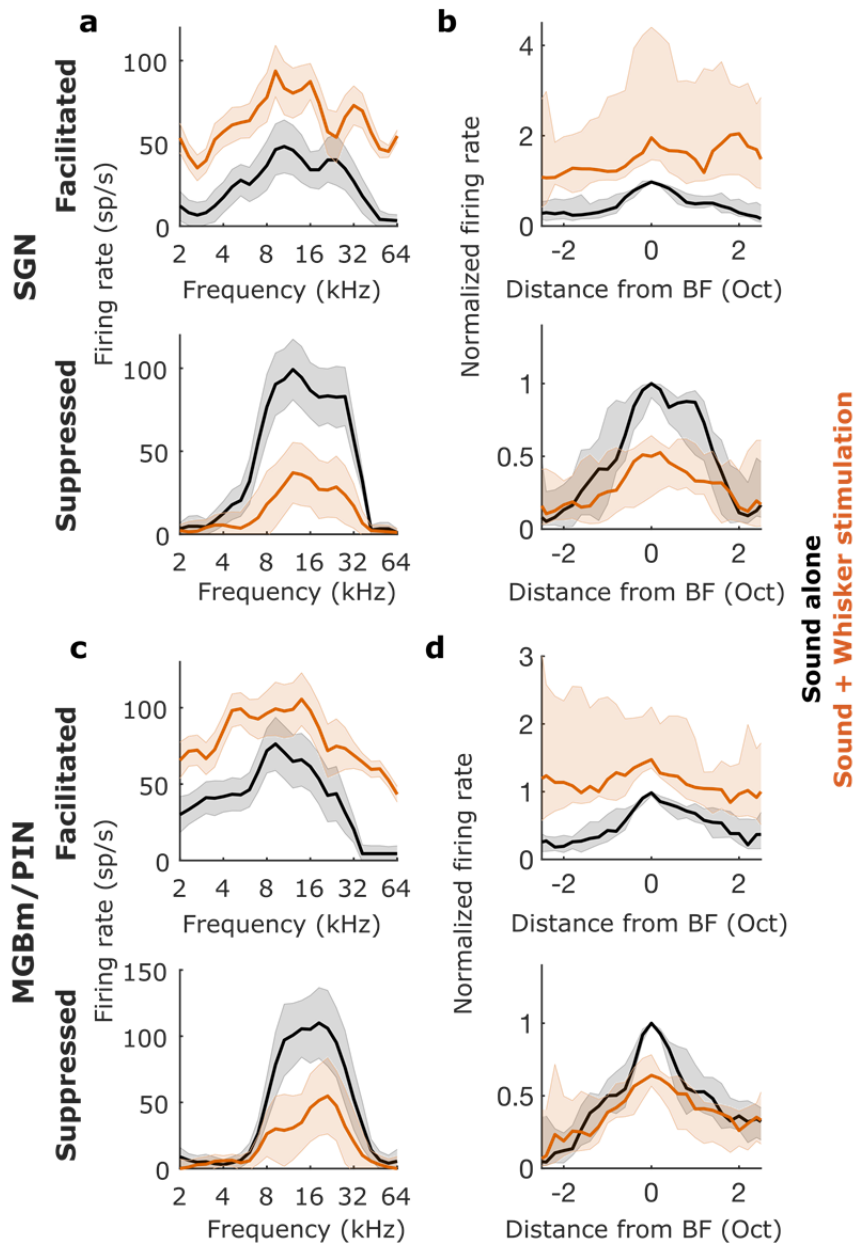 a
b
SGN
Facilitated
Firing rate (sp/s)
100
50
0
2 4 8 16 32 64
Frequency (kHz)
Normalized firing rate
4
2
0
-2 0 2
Distance from BF (Oct)
Suppressed
100
50
0
2 4 8 16 32 64
Frequency (kHz)
1
0.5
0
-2 0 2
Distance from BF (Oct)
Sound alone
Sound + Whisker stimulation
c
d
MGBm/PIN
Facilitated
Firing rate (sp/s)
100
50
0
2 4 8 16 32 64
Frequency (kHz)
Normalized firing rate
3
2
1
0
-2 0 2
Distance from BF (Oct)
Suppressed
150
100
50
0
2 4 8 16 32 64
Frequency (kHz)
1
0.5
0
-2 0 2
Distance from BF (Oct)